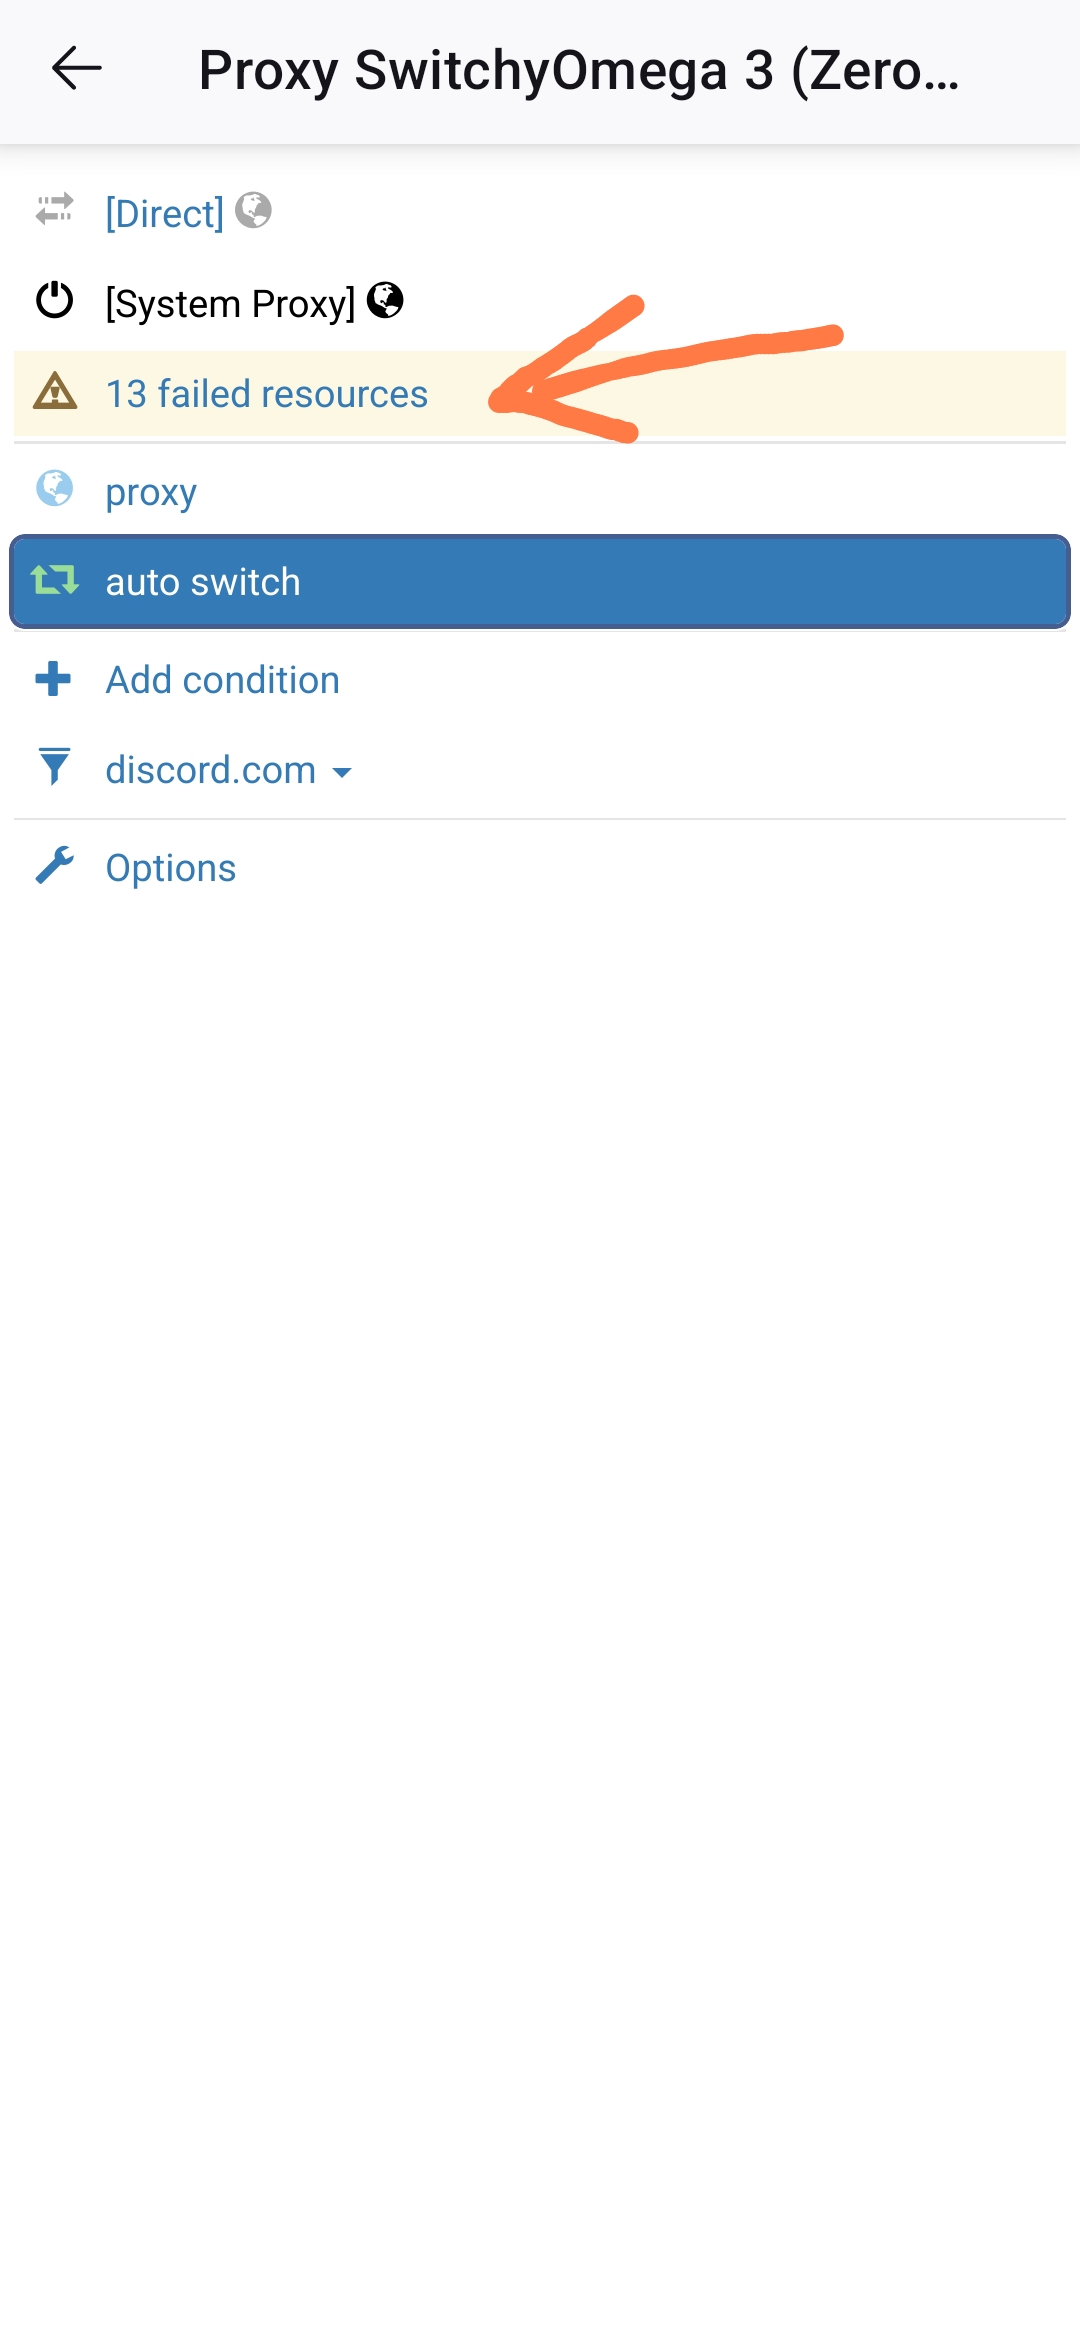 Proxy SwitchyOmega 3 (Zero...
[Direct]
[System Proxy]
13 failed resources
proxy
auto switch
Add condition
discord.com
Options